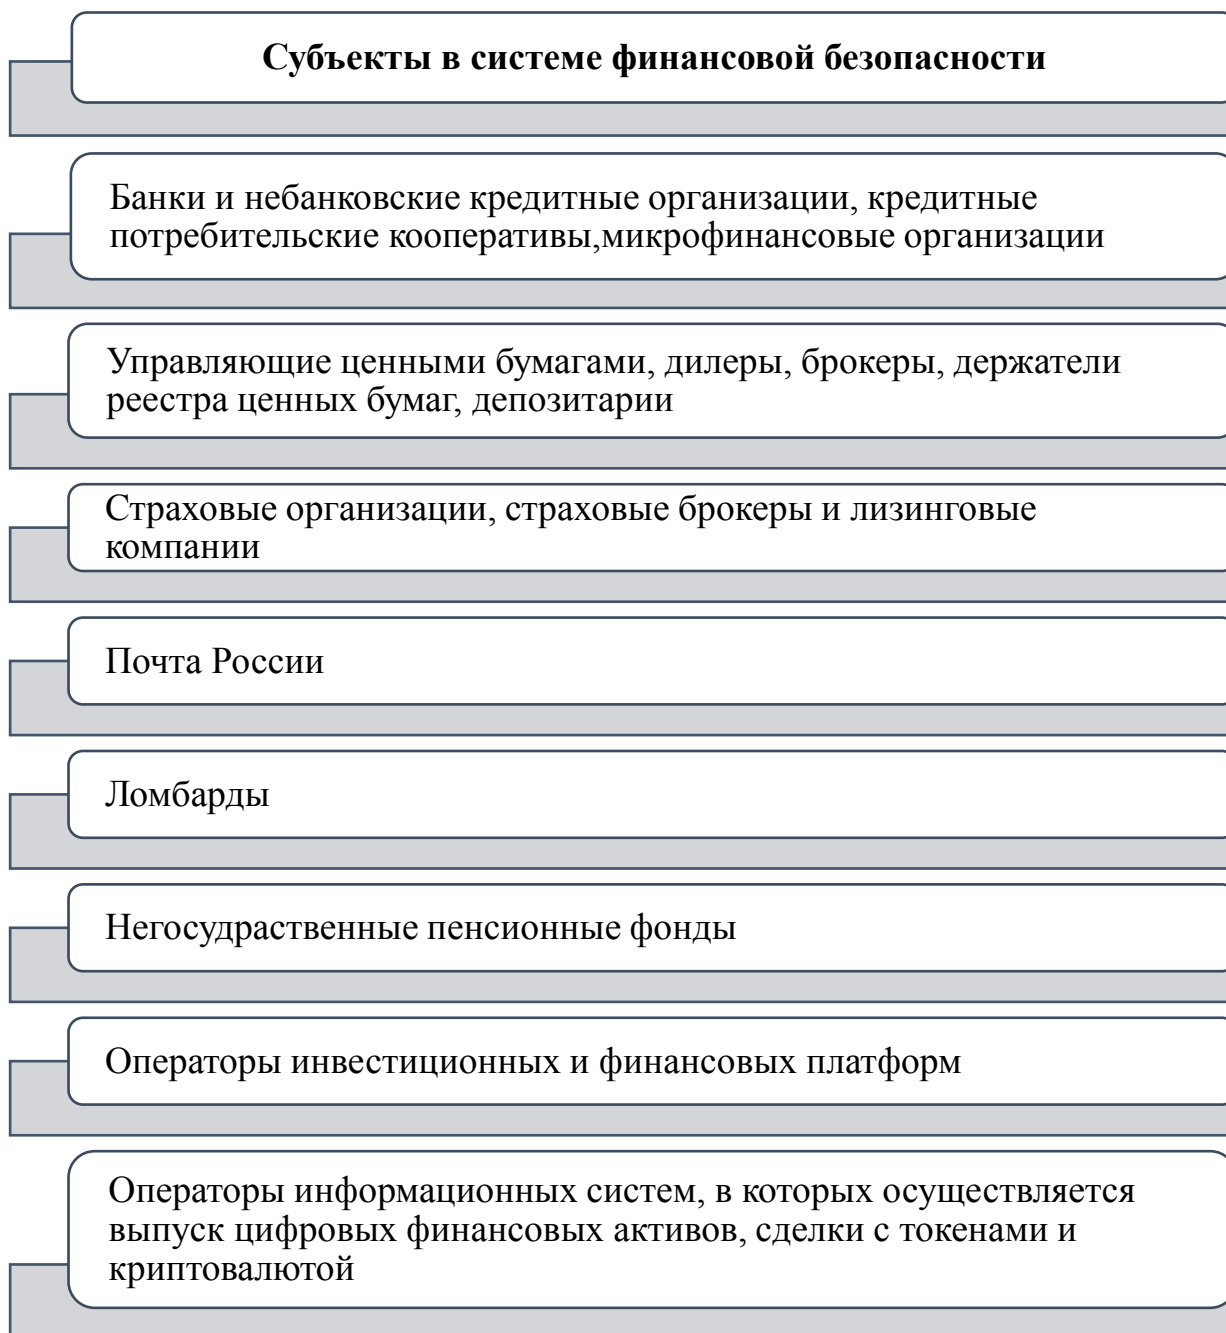 Субъекты в системе финансовой безопасности
Банки и небанковские кредитные организации, кредитные
потребительские кооперативы,микрофинансовые организации
Управляющие ценными бумагами, дилеры, брокеры, держатели
реестра ценных бумаг, депозитарии
Страховые организации, страховые брокеры и лизинговые
компании
Почта России
Ломбарды
Негосудраственные пенсионные фонды
Операторы инвестиционных и финансовых платформ
Операторы информационных систем, в которых осуществляется
выпуск цифровых финансовых активов, сделки с токенами и
криптовалютой